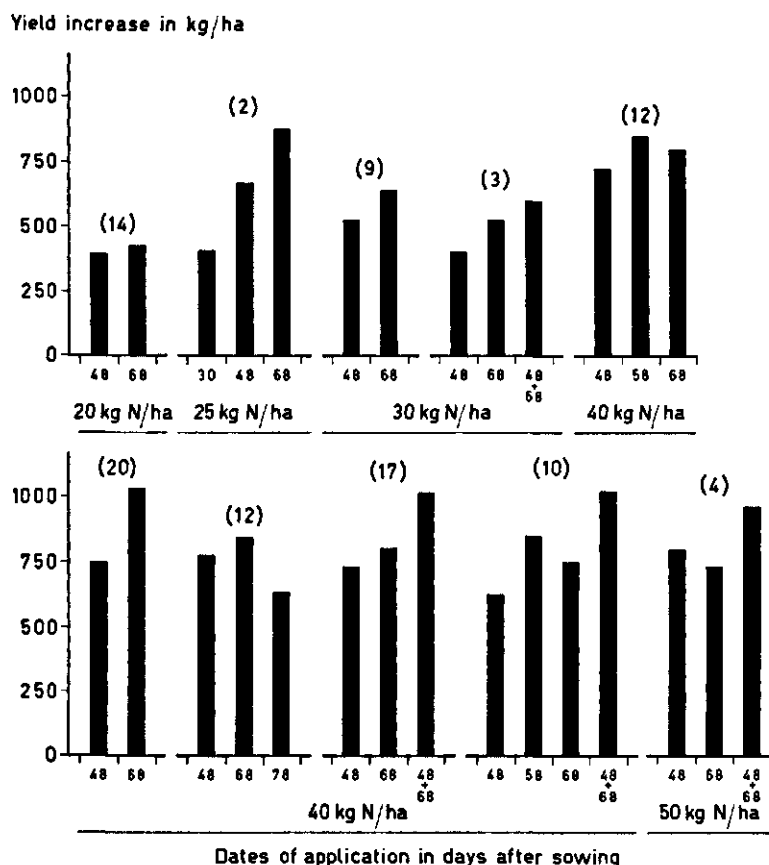 Yield increase in kg/ha
1000
750
500
250
0
(14)
(2)
(9)
(3)
(12)
48 68
30 48 68
48 68
48 68 48 + 68
48 58 68
20 kg N/ha
25 kg N/ha
30 kg N/ha
40 kg N/ha
1000
750
500
250
0
(20)
(12)
(17)
(10)
(4)
48 68
48 68 78
48 68 48 + 68
48 58 68 48 + 68
48 68 48 + 68
40 kg N/ha
50 kg N/ha
Dates of application in days after sowing